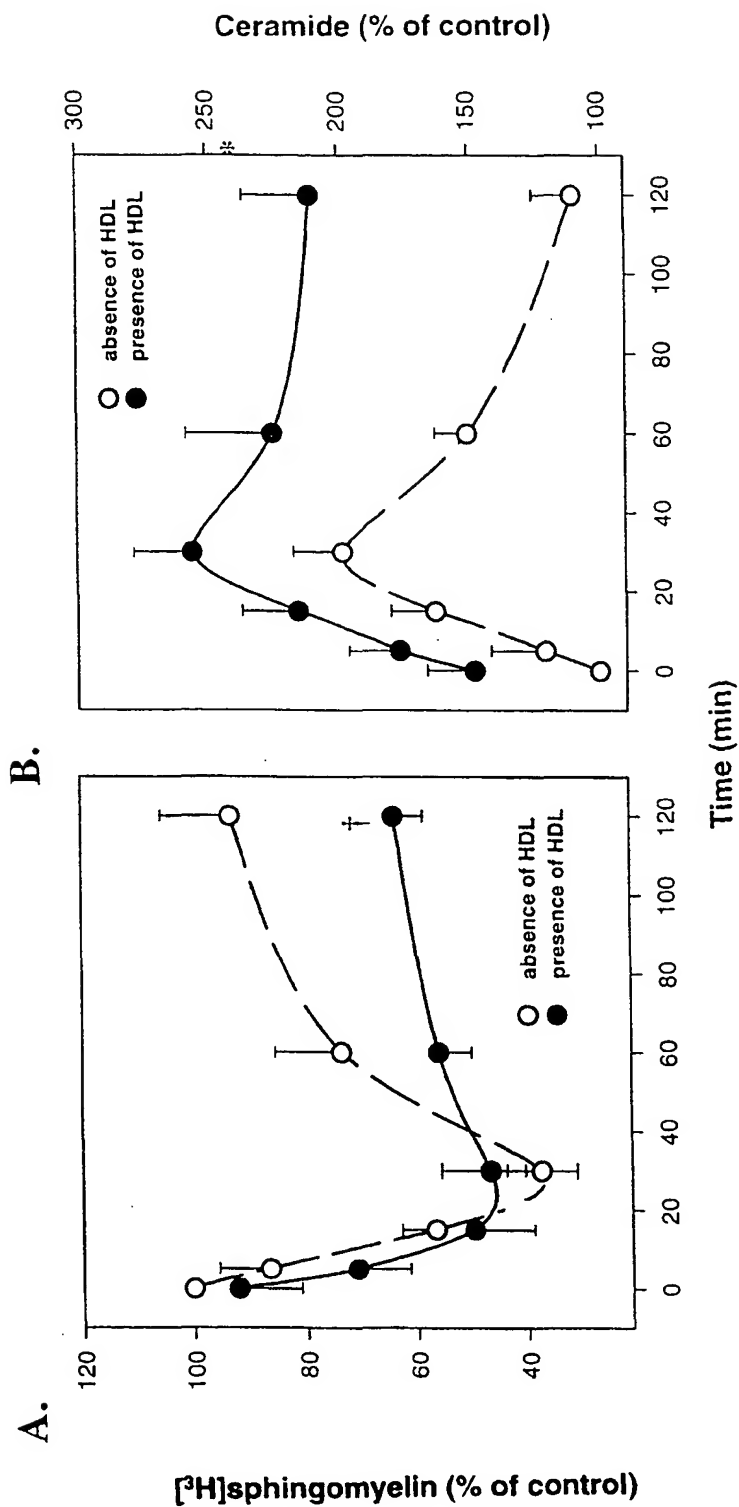 A.
[³H]sphingomyelin (% of control)
120
100
80
60
40
0
20
40
60
80
100
120
absence of HDL
presence of HDL
†
Time (min)
B.
absence of HDL
presence of HDL
0
20
40
60
80
100
120
300
250
200
150
100
*
Ceramide (% of control)